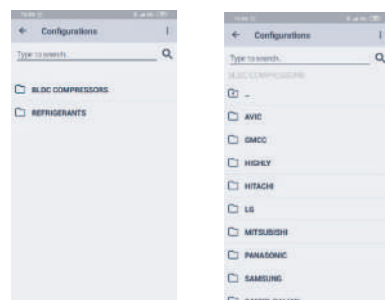 Configurations
Type to search..
BLDC COMPRESSORS
REFRIGERANTS
Configurations
Type to search..
BLDC COMPRESSORS
..
AVIC
GMCC
HIGHLY
HITACHI
LG
MITSUBISHI
PANASONIC
SAMSUNG